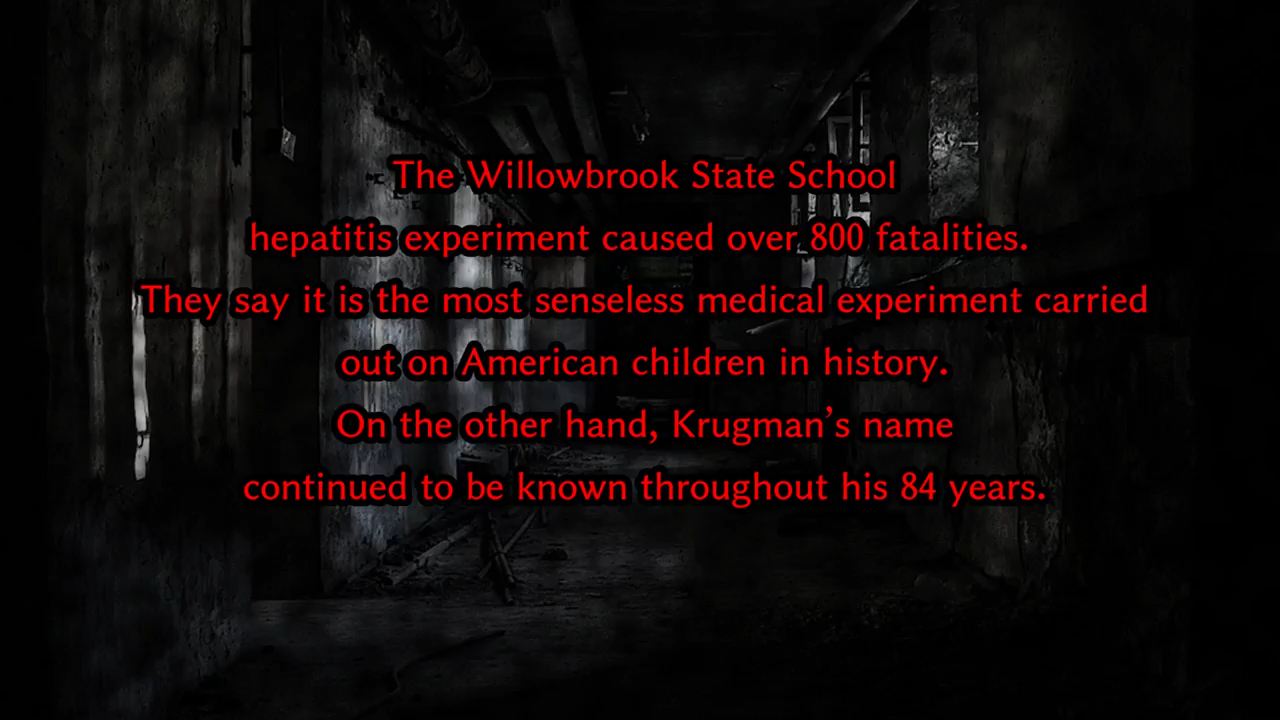 The Willowbrook State School
hepatitis experiment caused over 800 fatalities.
They say it is the most senseless medical experiment carried
out on American children in history.
On the other hand, Krugman’s name
continued to be known throughout his 84 years.